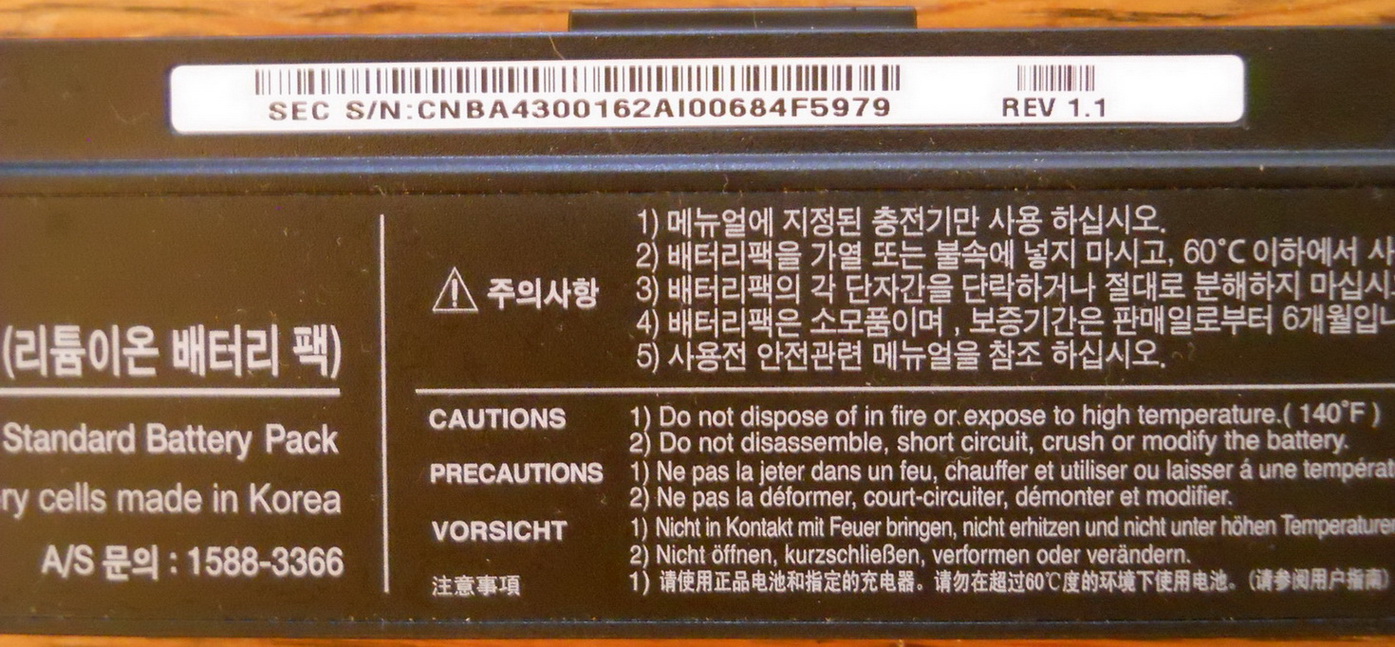 SEC S/N:CNBA4300162AI00684F5979
REV 1.1
(리튬이온 배터리 팩)
Standard Battery Pack
cells made in Korea
A/S 문의 : 1588-3366
주의사항
1) 메뉴얼에 지정된 충전기만 사용 하십시오.
2) 배터리팩을 가열 또는 불속에 넣지 마시고, 60°C 이하에서
3) 배터리팩의 각 단자간을 단락하거나 절대로 분해하지
4) 배터리팩은 소모품이며 , 보증기간은 판매일로부터
5) 사용전 안전관련 메뉴얼을 참조 하십시오.
CAUTIONS
1) Do not dispose of in fire or expose to high temperature.( 140°F )
2) Do not disassemble, short circuit, crush or modify the battery.
PRECAUTIONS
1) Ne pas la jeter dans un feu, chauffer et utiliser ou laisser á une
2) Ne pas la déformer, court-circuiter, démonter et modifier.
VORSICHT
1) Nicht in Kontakt mit Feuer bringen, nicht erhitzen und nicht unter höhen
2) Nicht öffnen, kurzschließen, verformen oder verändern.
注意事項
1) 请使用正品电池和指定的充电器。请勿在超过60℃度的环境下使用电池。(请参阅用户指南)